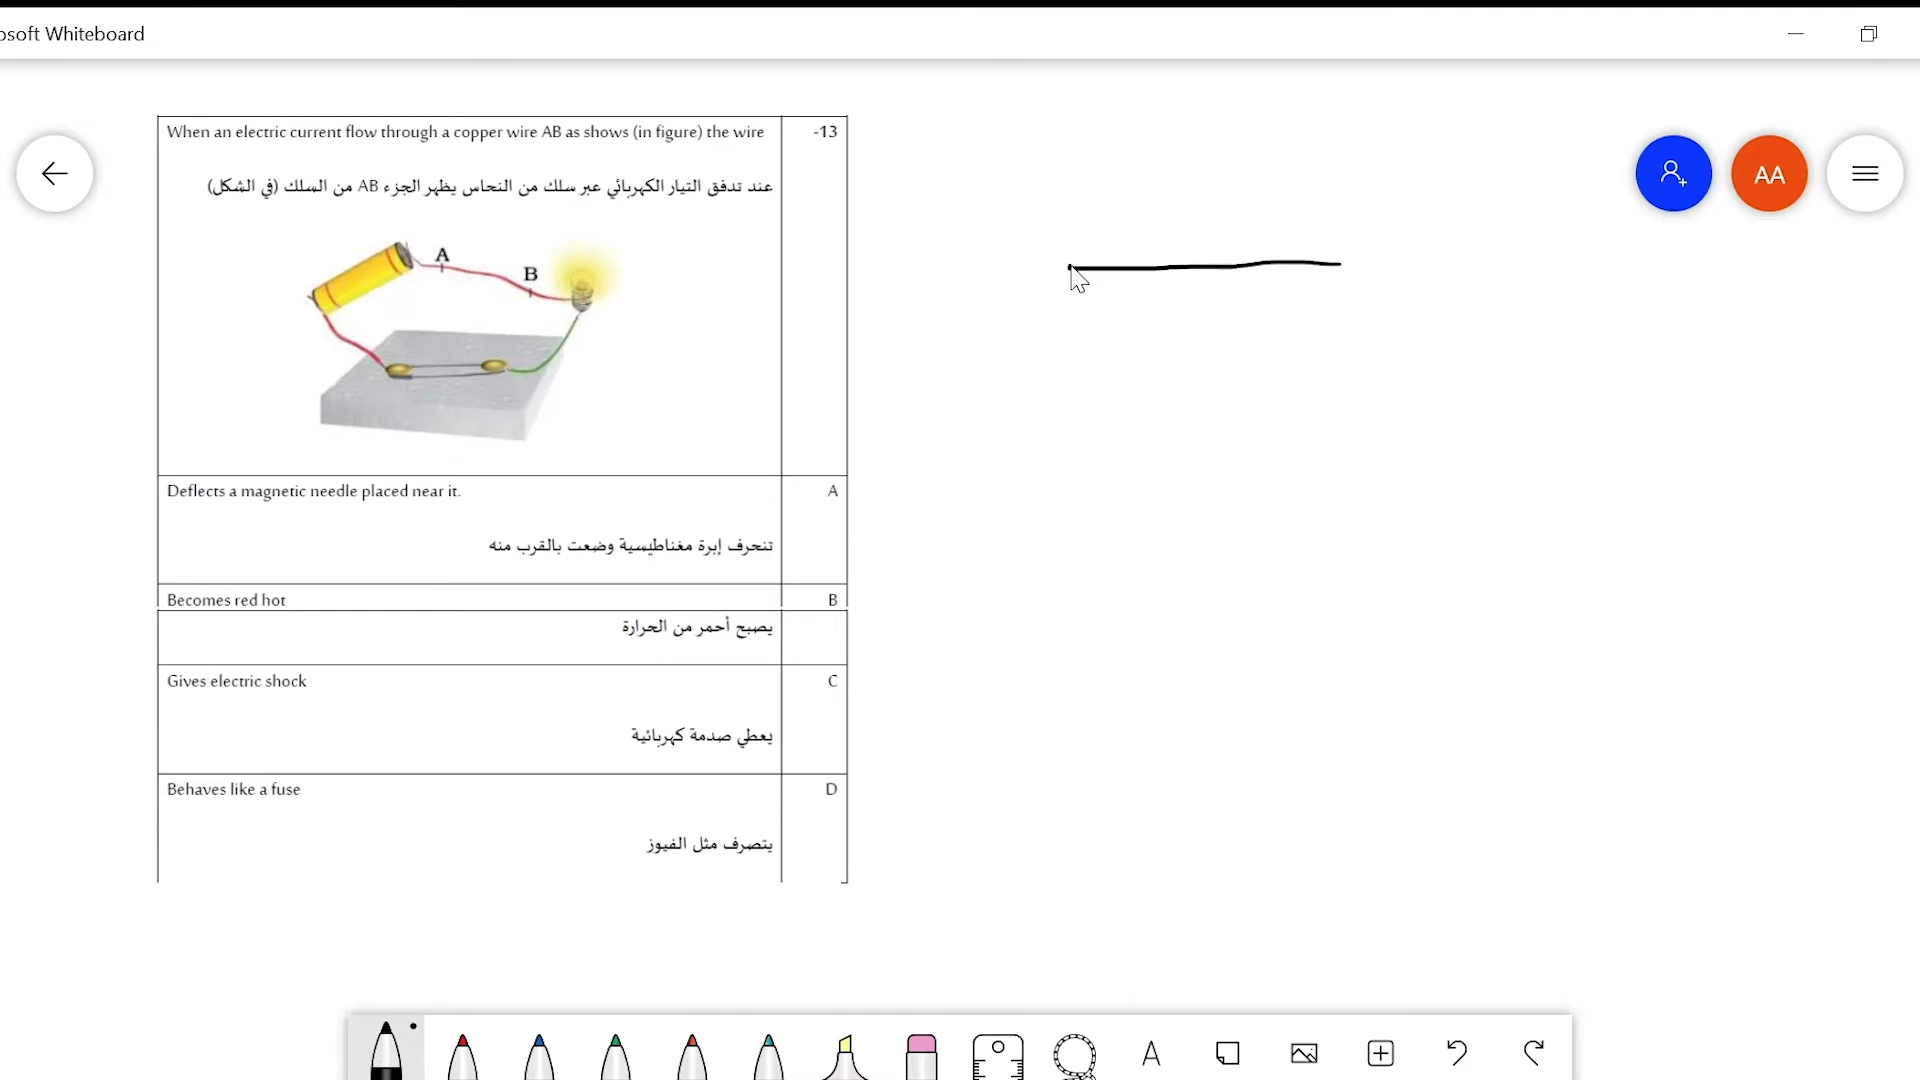 osoft Whiteboard
When an electric current flow through a copper wire AB as shows (in figure) the wire
-13
عند تدفق التيار الكهربائي عبر سلك من النحاس يظهر الجزء AB من السلك (في الشكل)
A
B
Deflects a magnetic needle placed near it.
A
تنحرف إبرة مغناطيسية وضعت بالقرب منه
Becomes red hot
B
يصبح أحمر من الحرارة
Gives electric shock
C
يعطي صدمة كهربائية
Behaves like a fuse
D
يتصرف مثل الفيوز
AA
A